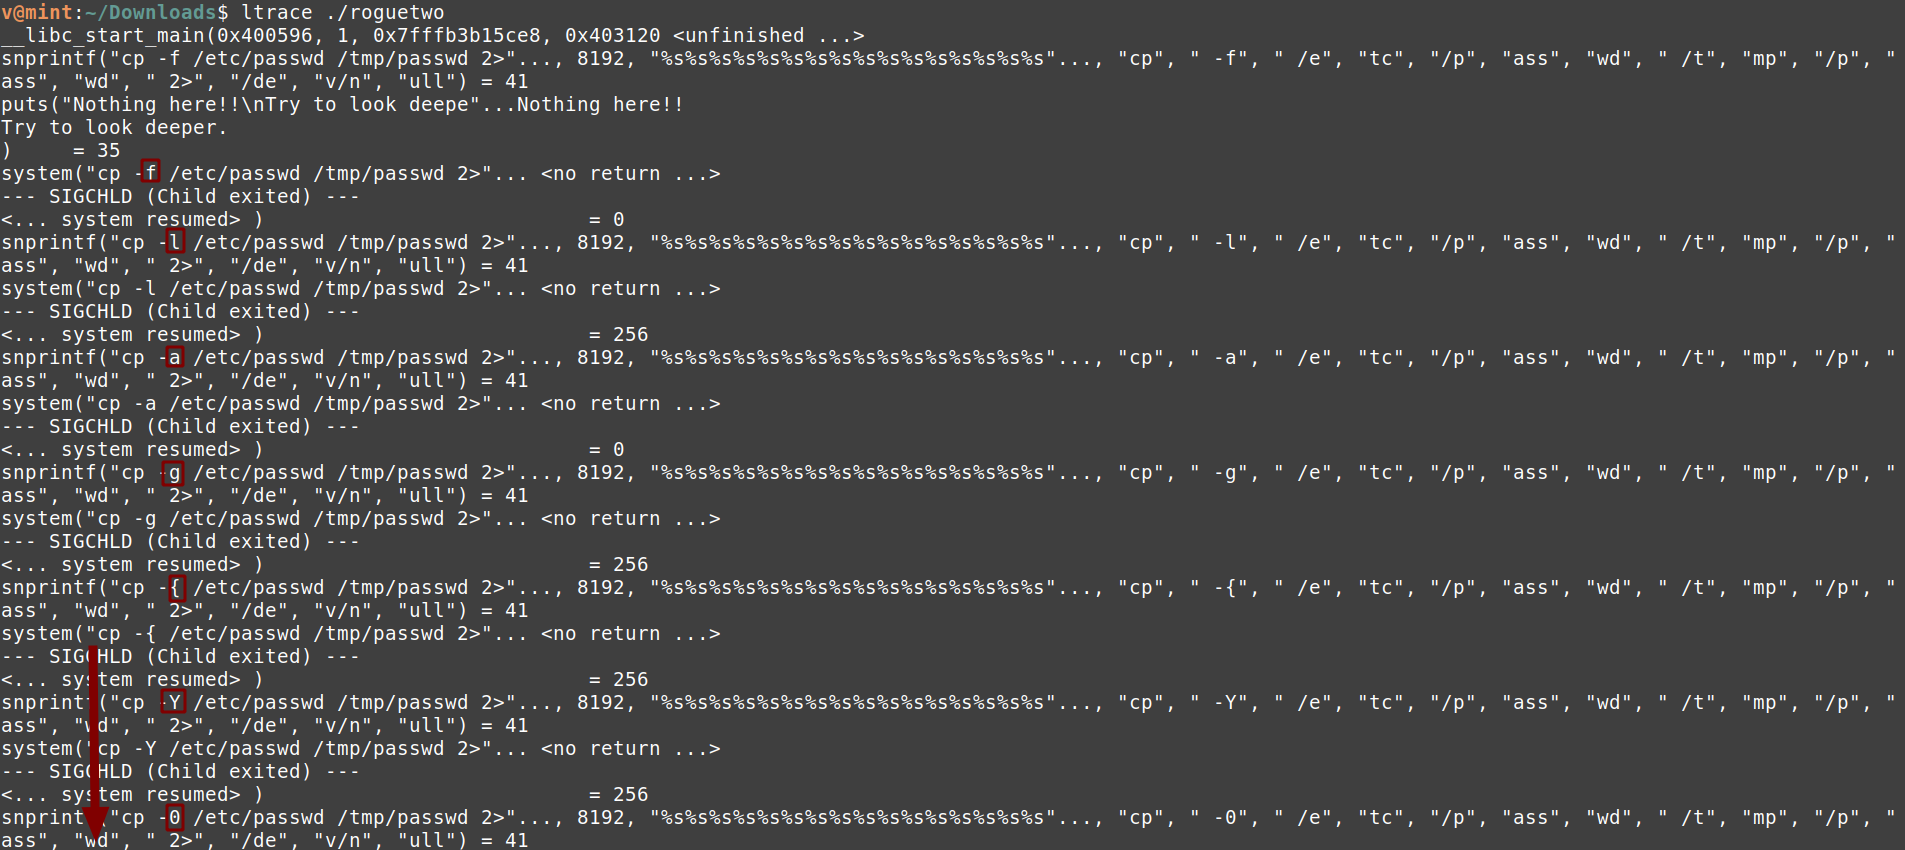 v@mint:~/Downloads$ ltrace ./roguetwo
__libc_start_main(0x400596, 1, 0x7fffb3b15ce8, 0x403120 <unfinished ...>
snprintf("cp -f /etc/passwd /tmp/passwd 2>"..., 8192, "%s%s%s%s%s%s%s%s%s%s%s%s%s%s%s%s"..., "cp", " -f", " /e", "tc", "/p", "ass", "wd", " /t", "mp", "/p", "
ass", "wd", " 2>", "/de", "v/n", "ull") = 41
puts("Nothing here!!\nTry to look deepe"...Nothing here!!
Try to look deeper.
)     = 35
system("cp -f /etc/passwd /tmp/passwd 2>"... <no return ...>
--- SIGCHLD (Child exited) ---
<... system resumed> )                           = 0
snprintf("cp -l /etc/passwd /tmp/passwd 2>"..., 8192, "%s%s%s%s%s%s%s%s%s%s%s%s%s%s%s%s"..., "cp", " -l", " /e", "tc", "/p", "ass", "wd", " /t", "mp", "/p", "
ass", "wd", " 2>", "/de", "v/n", "ull") = 41
system("cp -l /etc/passwd /tmp/passwd 2>"... <no return ...>
--- SIGCHLD (Child exited) ---
<... system resumed> )                           = 256
snprintf("cp -a /etc/passwd /tmp/passwd 2>"..., 8192, "%s%s%s%s%s%s%s%s%s%s%s%s%s%s%s%s"..., "cp", " -a", " /e", "tc", "/p", "ass", "wd", " /t", "mp", "/p", "
ass", "wd", " 2>", "/de", "v/n", "ull") = 41
system("cp -a /etc/passwd /tmp/passwd 2>"... <no return ...>
--- SIGCHLD (Child exited) ---
<... system resumed> )                           = 0
snprintf("cp -g /etc/passwd /tmp/passwd 2>"..., 8192, "%s%s%s%s%s%s%s%s%s%s%s%s%s%s%s%s"..., "cp", " -g", " /e", "tc", "/p", "ass", "wd", " /t", "mp", "/p", "
ass", "wd", " 2>", "/de", "v/n", "ull") = 41
system("cp -g /etc/passwd /tmp/passwd 2>"... <no return ...>
--- SIGCHLD (Child exited) ---
<... system resumed> )                           = 256
snprintf("cp -{ /etc/passwd /tmp/passwd 2>"..., 8192, "%s%s%s%s%s%s%s%s%s%s%s%s%s%s%s%s"..., "cp", " -{", " /e", "tc", "/p", "ass", "wd", " /t", "mp", "/p", "
ass", "wd", " 2>", "/de", "v/n", "ull") = 41
system("cp -{ /etc/passwd /tmp/passwd 2>"... <no return ...>
--- SIGCHLD (Child exited) ---
<... system resumed> )                           = 256
snprintf("cp -Y /etc/passwd /tmp/passwd 2>"..., 8192, "%s%s%s%s%s%s%s%s%s%s%s%s%s%s%s%s"..., "cp", " -Y", " /e", "tc", "/p", "ass", "wd", " /t", "mp", "/p", "
ass", "wd", " 2>", "/de", "v/n", "ull") = 41
system("cp -Y /etc/passwd /tmp/passwd 2>"... <no return ...>
--- SIGCHLD (Child exited) ---
<... system resumed> )                           = 256
snprintf("cp -0 /etc/passwd /tmp/passwd 2>"..., 8192, "%s%s%s%s%s%s%s%s%s%s%s%s%s%s%s%s"..., "cp", " -0", " /e", "tc", "/p", "ass", "wd", " /t", "mp", "/p", "
ass", "wd", " 2>", "/de", "v/n", "ull") = 41